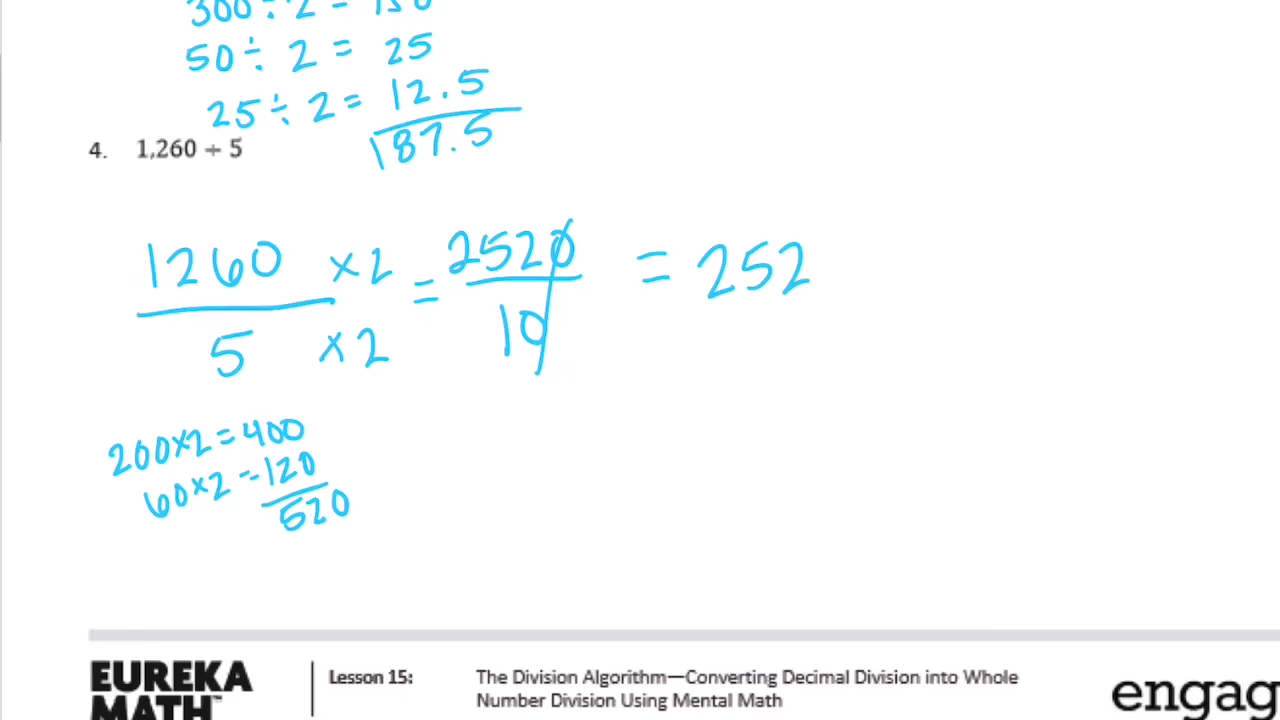 300 ÷ 2 = 150
50 ÷ 2 = 25
25 ÷ 2 = 12.5
187.5
4. 1,260 ÷ 5
1260 ×2 = 2520 = 252
5 ×2 10
200×2=400
60×2=120
520
EUREKA
MATH™
Lesson 15:
The Division Algorithm—Converting Decimal Division into Whole
Number Division Using Mental Math
engag